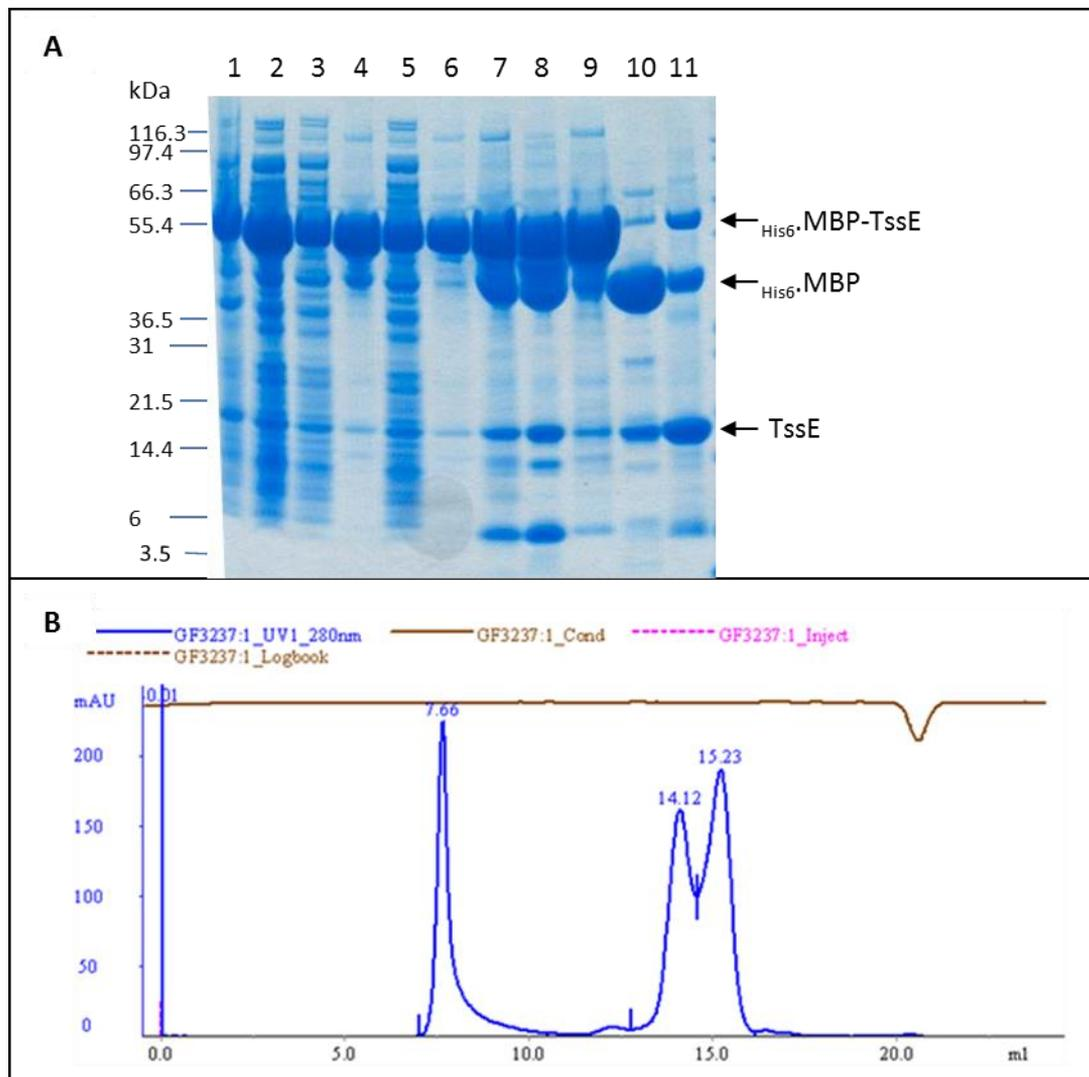 A
1 2 3 4 5 6 7 8 9 10 11
kDa
116.3
97.4
66.3
55.4
His6.MBP-TssE
His6.MBP
36.5
31
21.5
TssE
14.4
6
3.5
B
GF3237:1_UV1_280nm GF3237:1_Cond GF3237:1_Inject
GF3237:1_Logbook
mAU
0.01
7.66
200
15.23
14.12
150
100
50
0
0.0 5.0 10.0 15.0 20.0 ml